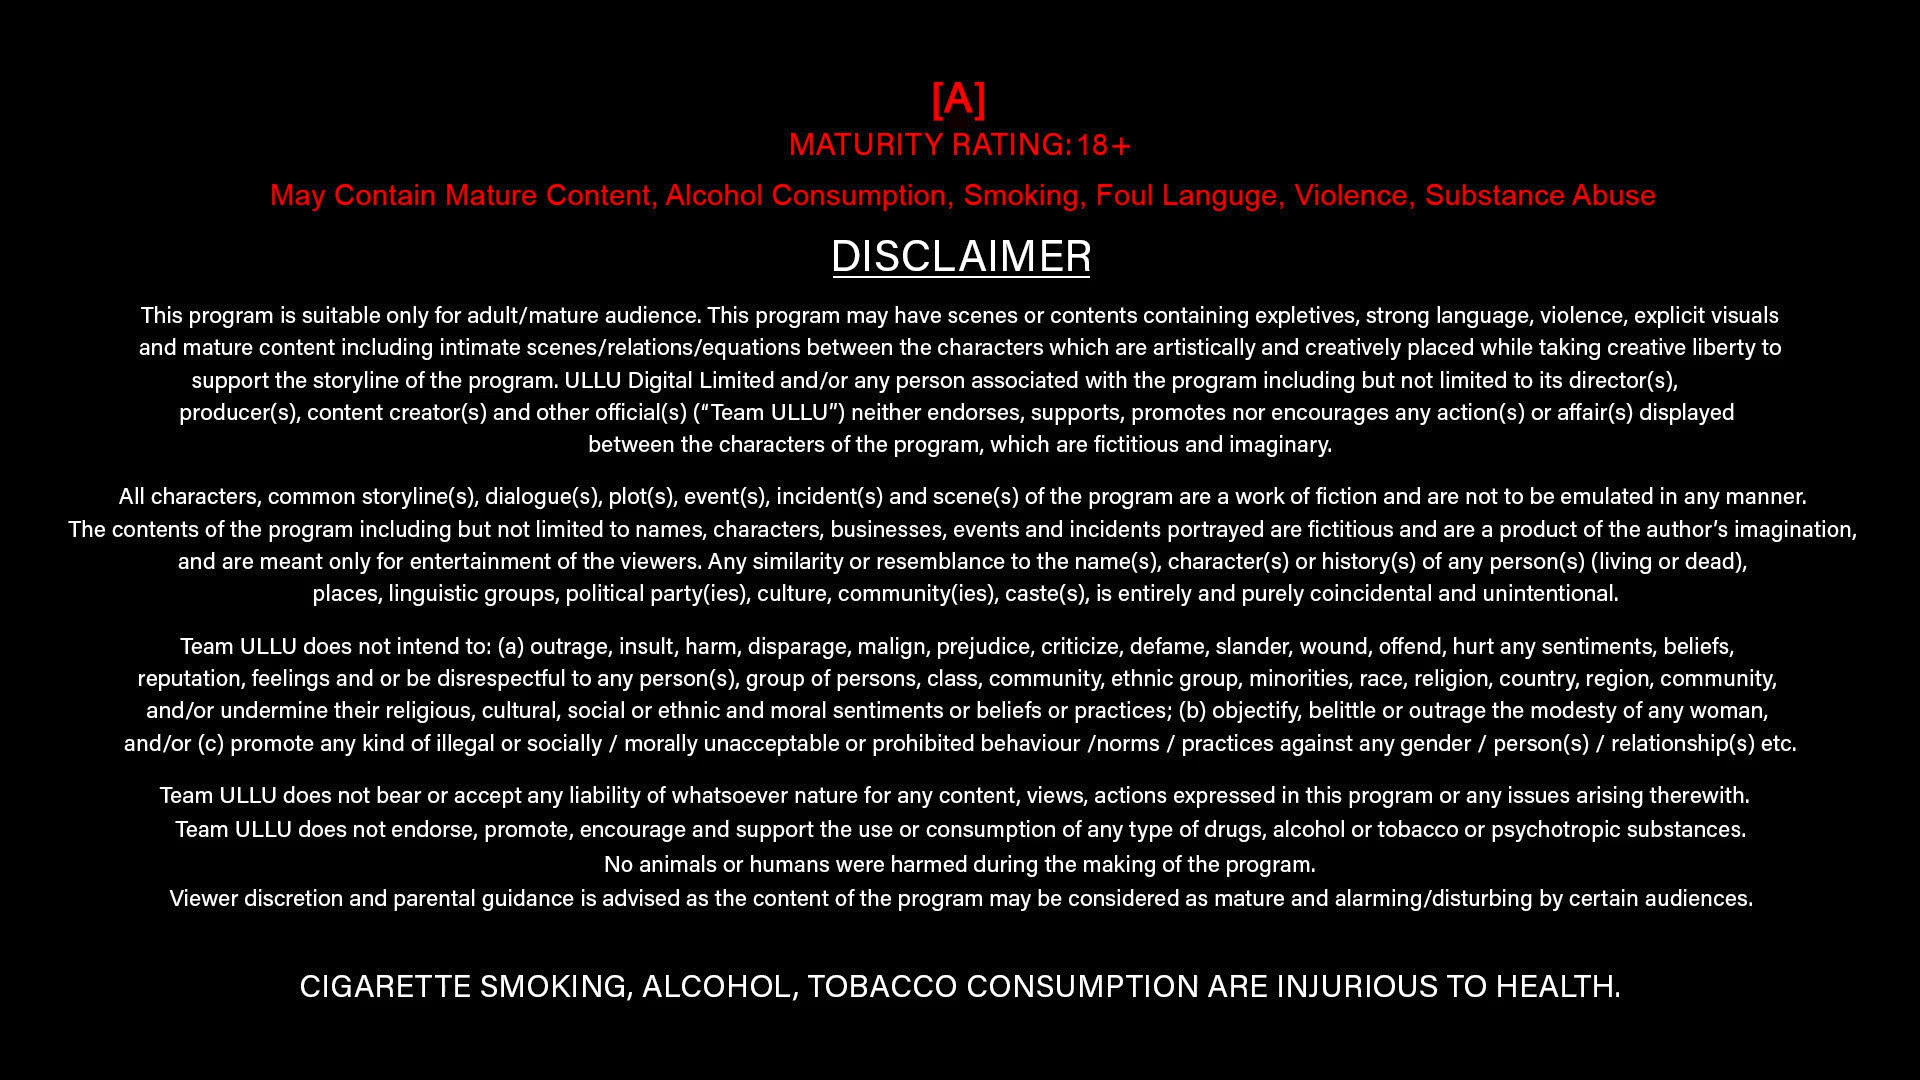 [A]
MATURITY RATING:18+
May Contain Mature Content, Alcohol Consumption, Smoking, Foul Languge, Violence, Substance Abuse
DISCLAIMER
This program is suitable only for adult/mature audience. This program may have scenes or contents containing expletives, strong language, violence, explicit visuals
and mature content including intimate scenes/relations/equations between the characters which are artistically and creatively placed while taking creative liberty to
support the storyline of the program. ULLU Digital Limited and/or any person associated with the program including but not limited to its director(s),
producer(s), content creator(s) and other official(s) (“Team ULLU”) neither endorses, supports, promotes nor encourages any action(s) or affair(s) displayed
between the characters of the program, which are fictitious and imaginary.
All characters, common storyline(s), dialogue(s), plot(s), event(s), incident(s) and scene(s) of the program are a work of fiction and are not to be emulated in any manner.
The contents of the program including but not limited to names, characters, businesses, events and incidents portrayed are fictitious and are a product of the author’s imagination,
and are meant only for entertainment of the viewers. Any similarity or resemblance to the name(s), character(s) or history(s) of any person(s) (living or dead),
places, linguistic groups, political party(ies), culture, community(ies), caste(s), is entirely and purely coincidental and unintentional.
Team ULLU does not intend to: (a) outrage, insult, harm, disparage, malign, prejudice, criticize, defame, slander, wound, offend, hurt any sentiments, beliefs,
reputation, feelings and or be disrespectful to any person(s), group of persons, class, community, ethnic group, minorities, race, religion, country, region, community,
and/or undermine their religious, cultural, social or ethnic and moral sentiments or beliefs or practices; (b) objectify, belittle or outrage the modesty of any woman,
and/or (c) promote any kind of illegal or socially / morally unacceptable or prohibited behaviour /norms / practices against any gender / person(s) / relationship(s) etc.
Team ULLU does not bear or accept any liability of whatsoever nature for any content, views, actions expressed in this program or any issues arising therewith.
Team ULLU does not endorse, promote, encourage and support the use or consumption of any type of drugs, alcohol or tobacco or psychotropic substances.
No animals or humans were harmed during the making of the program.
Viewer discretion and parental guidance is advised as the content of the program may be considered as mature and alarming/disturbing by certain audiences.
CIGARETTE SMOKING, ALCOHOL, TOBACCO CONSUMPTION ARE INJURIOUS TO HEALTH.